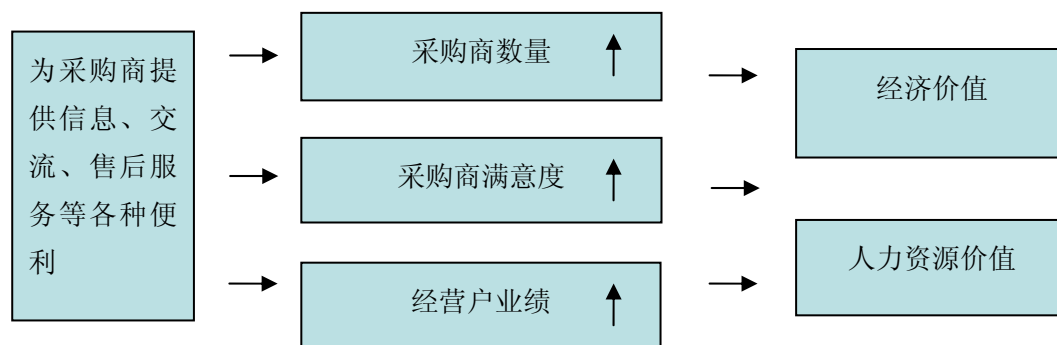 为采购商提
供信息、交
流、售后服
务等各种便
利
采购商数量
采购商满意度
经营户业绩
经济价值
人力资源价值